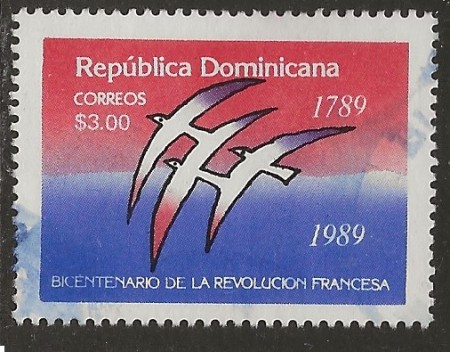 República Dominicana
CORREOS
$3.00
1789
1989
BICENTENARIO DE LA REVOLUCION FRANCESA